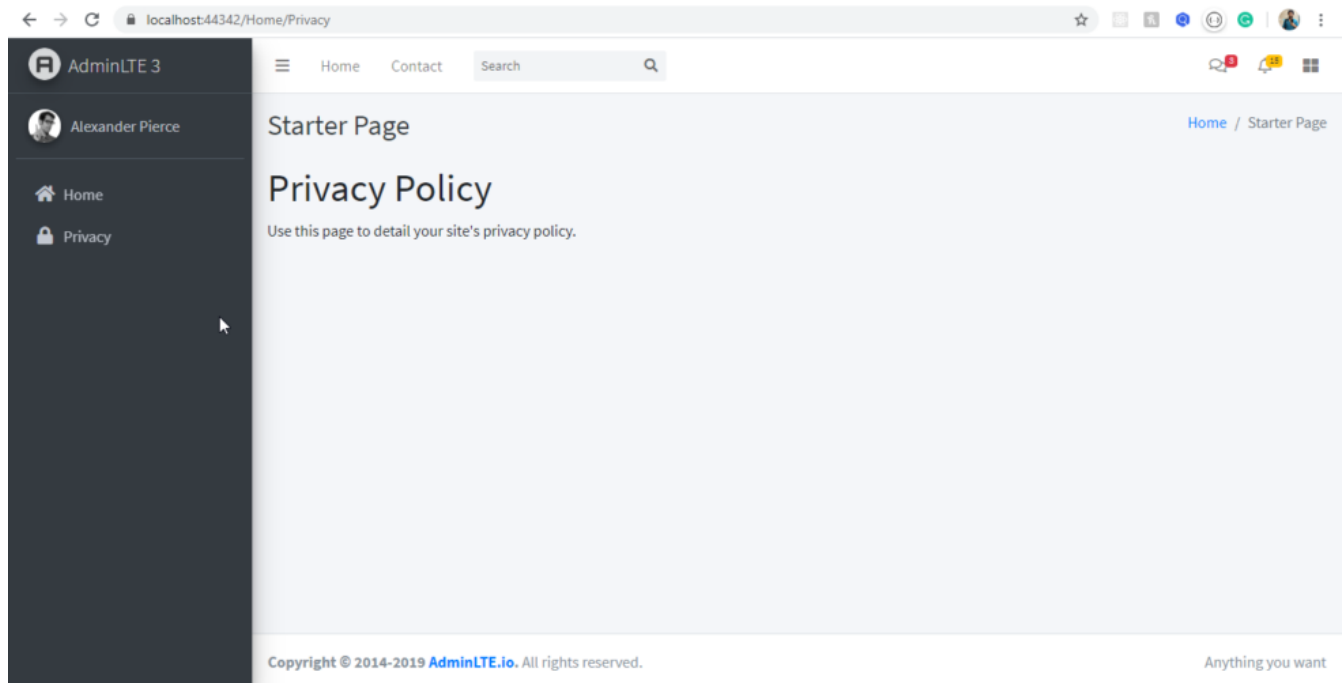 localhost:44342/Home/Privacy
AdminLTE 3
Home Contact Search
3 15
Alexander Pierce
Starter Page
Home / Starter Page
Home
Privacy
Privacy Policy
Use this page to detail your site's privacy policy.
Copyright © 2014-2019 AdminLTE.io. All rights reserved.
Anything you want